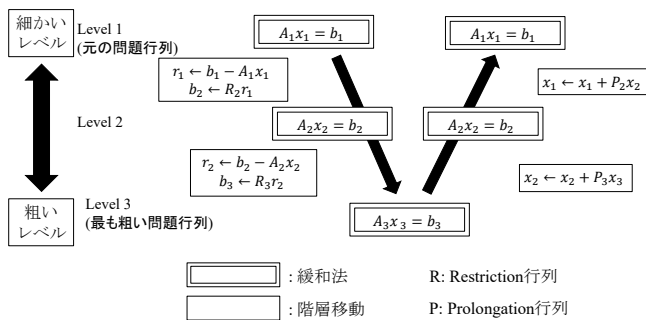 細かい
レベル
Level 1
(元の問題行列)
A₁x₁ = b₁
A₁x₁ = b₁
r₁ ← b₁ − A₁x₁
b₂ ← R₂r₁
x₁ ← x₁ + P₂x₂
Level 2
A₂x₂ = b₂
A₂x₂ = b₂
r₂ ← b₂ − A₂x₂
b₃ ← R₃r₂
x₂ ← x₂ + P₃x₃
粗い
レベル
Level 3
(最も粗い問題行列)
A₃x₃ = b₃
: 緩和法
R: Restriction行列
: 階層移動
P: Prolongation行列